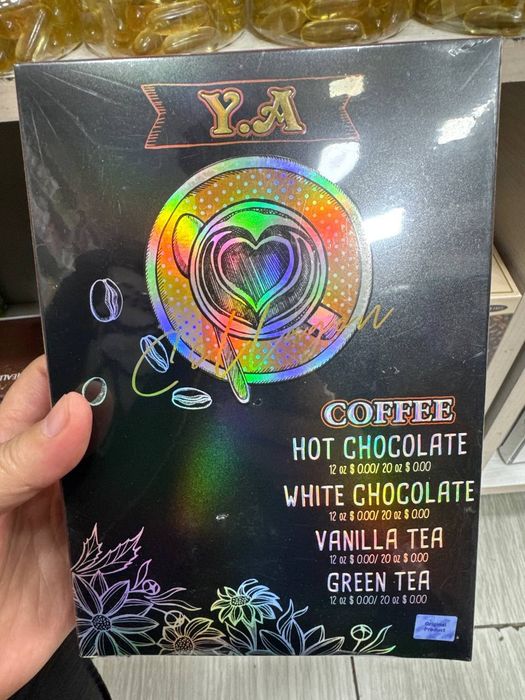 Y.A
COFFEE
HOT CHOCOLATE
12 oz $ 0.00/ 20 oz $ 0.00
WHITE CHOCOLATE
12 oz $ 0.00/ 20 oz $ 0.00
VANILLA TEA
12 oz $ 0.00/ 20 oz $ 0.00
GREEN TEA
12 oz $ 0.00/ 20 oz $ 0.00
Original
Product